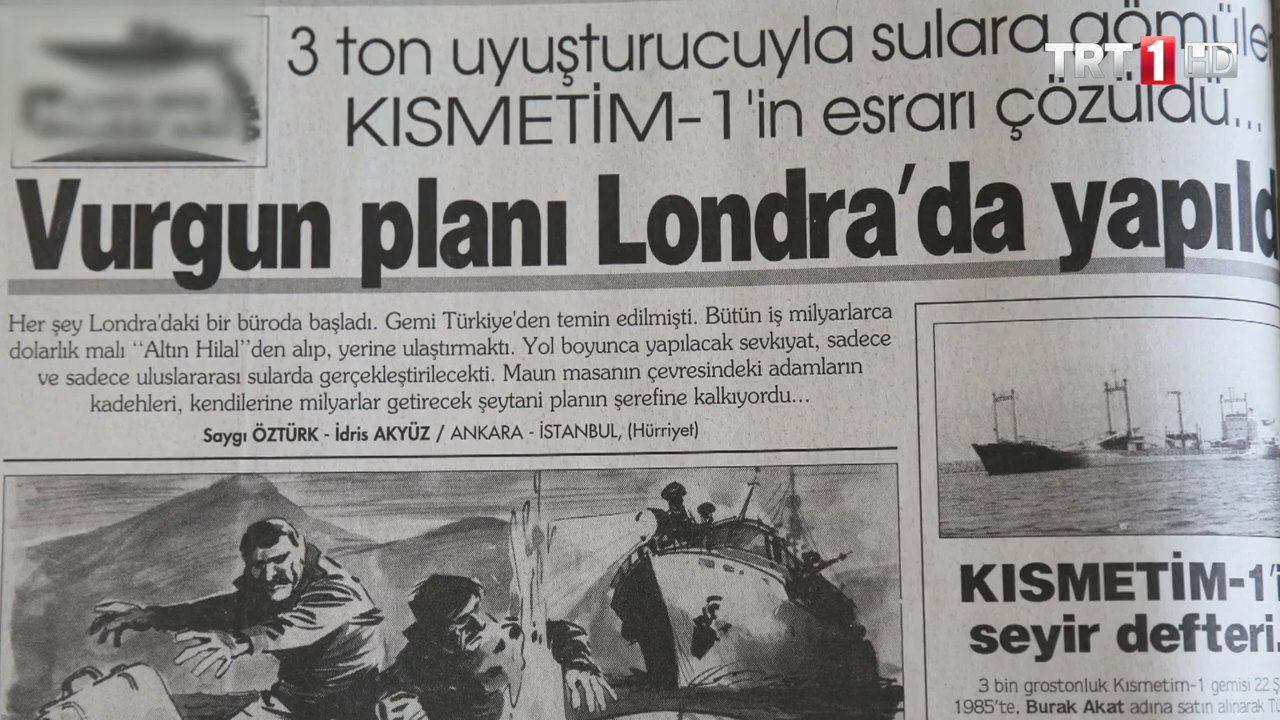 3 ton uyuşturucuyla sulara
TRT 1 HD
KISMETİM-1'in esrarı çözüldü...
Vurgun planı Londra'da
Her şey Londra'daki bir büroda başladı. Gemi Türkiye'den temin edilmişti. Bütün iş milyarlarca
dolarlık malı “Altın Hilal”den alıp, yerine ulaştırmaktı. Yol boyunca yapılacak sevkıyat, sadece
ve sadece uluslararası sularda gerçekleştirilecekti. Maun masanın çevresindeki adamların
kadehleri, kendilerine milyarlar getirecek şeytani planın şerefine kalkıyordu...
Saygı ÖZTÜRK - İdris AKYÜZ / ANKARA - İSTANBUL, (Hürriyet)
KISMETİM-1'i
seyir defteri.
3 bin grostonluk Kısmetim-1 gemisi 22
1985'te, Burak Akat adına satın alınarak